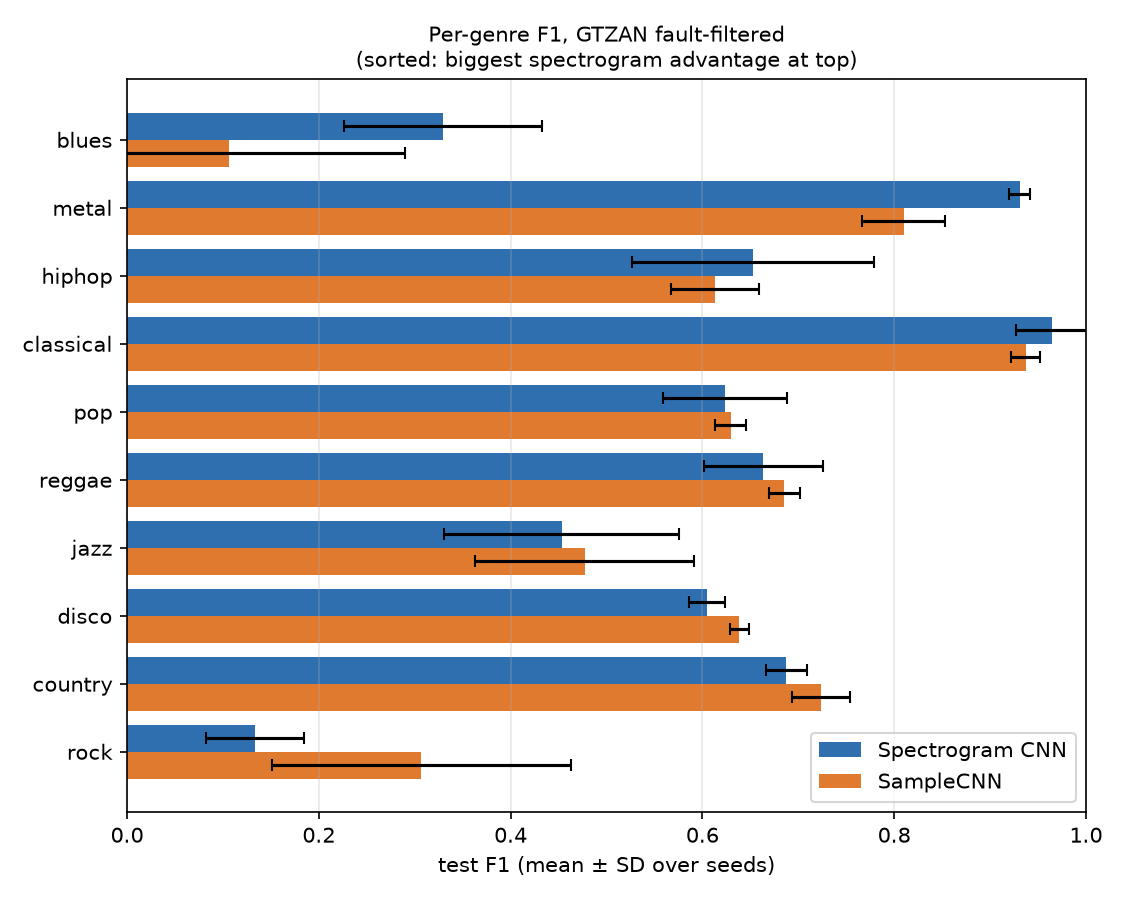 Per-genre F1, GTZAN fault-filtered
(sorted: biggest spectrogram advantage at top)
blues
metal
hiphop
classical
pop
reggae
jazz
disco
country
rock
Spectrogram CNN
SampleCNN
0.0 0.2 0.4 0.6 0.8 1.0
test F1 (mean ± SD over seeds)